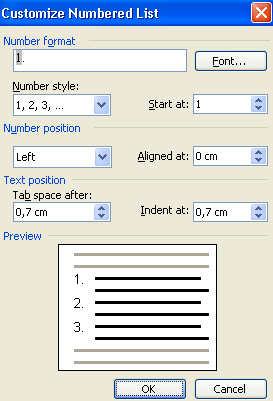 Customize Numbered List
Number format
1.
Font...
Number style:
1, 2, 3, ...
Start at: 1
Number position
Left
Aligned at: 0 cm
Text position
Tab space after:
0,7 cm
Indent at: 0,7 cm
Preview
1.
2.
3.
OK
Cancel